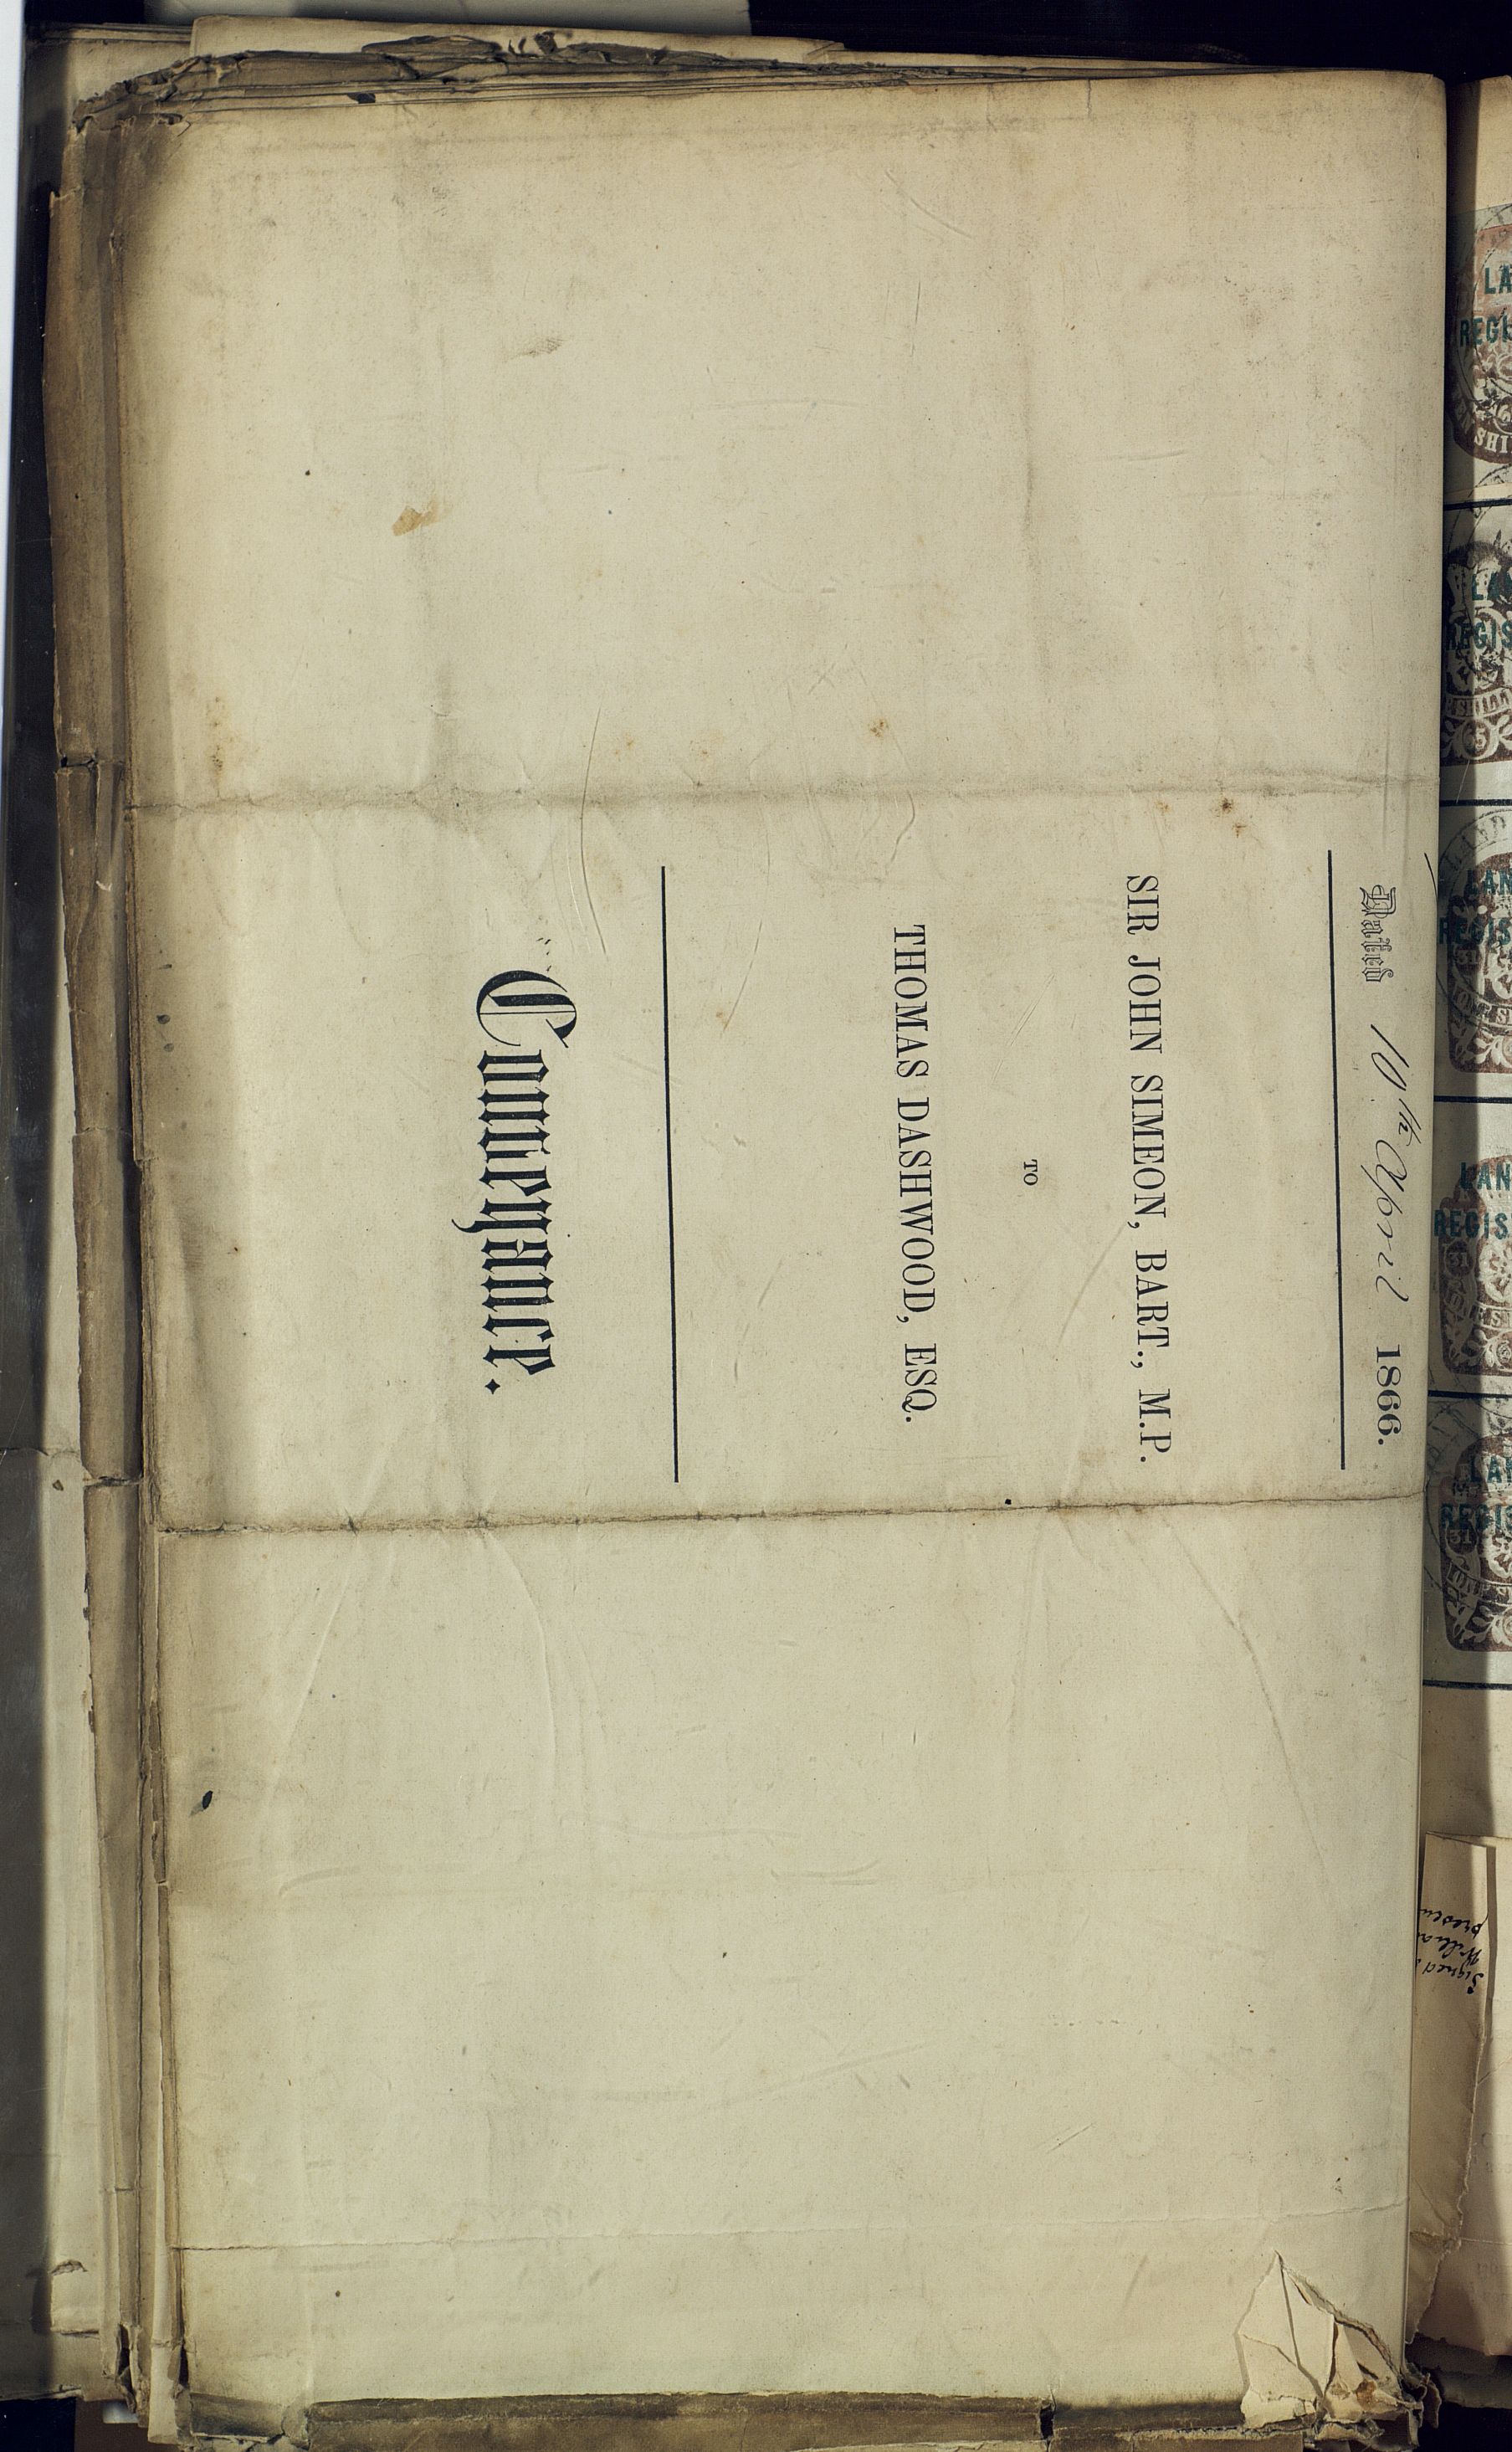 Dated 10th April 1866.
SIR JOHN SIMEON, BART., M.P.
TO
THOMAS DASHWOOD, ESQ.
Conveyance.